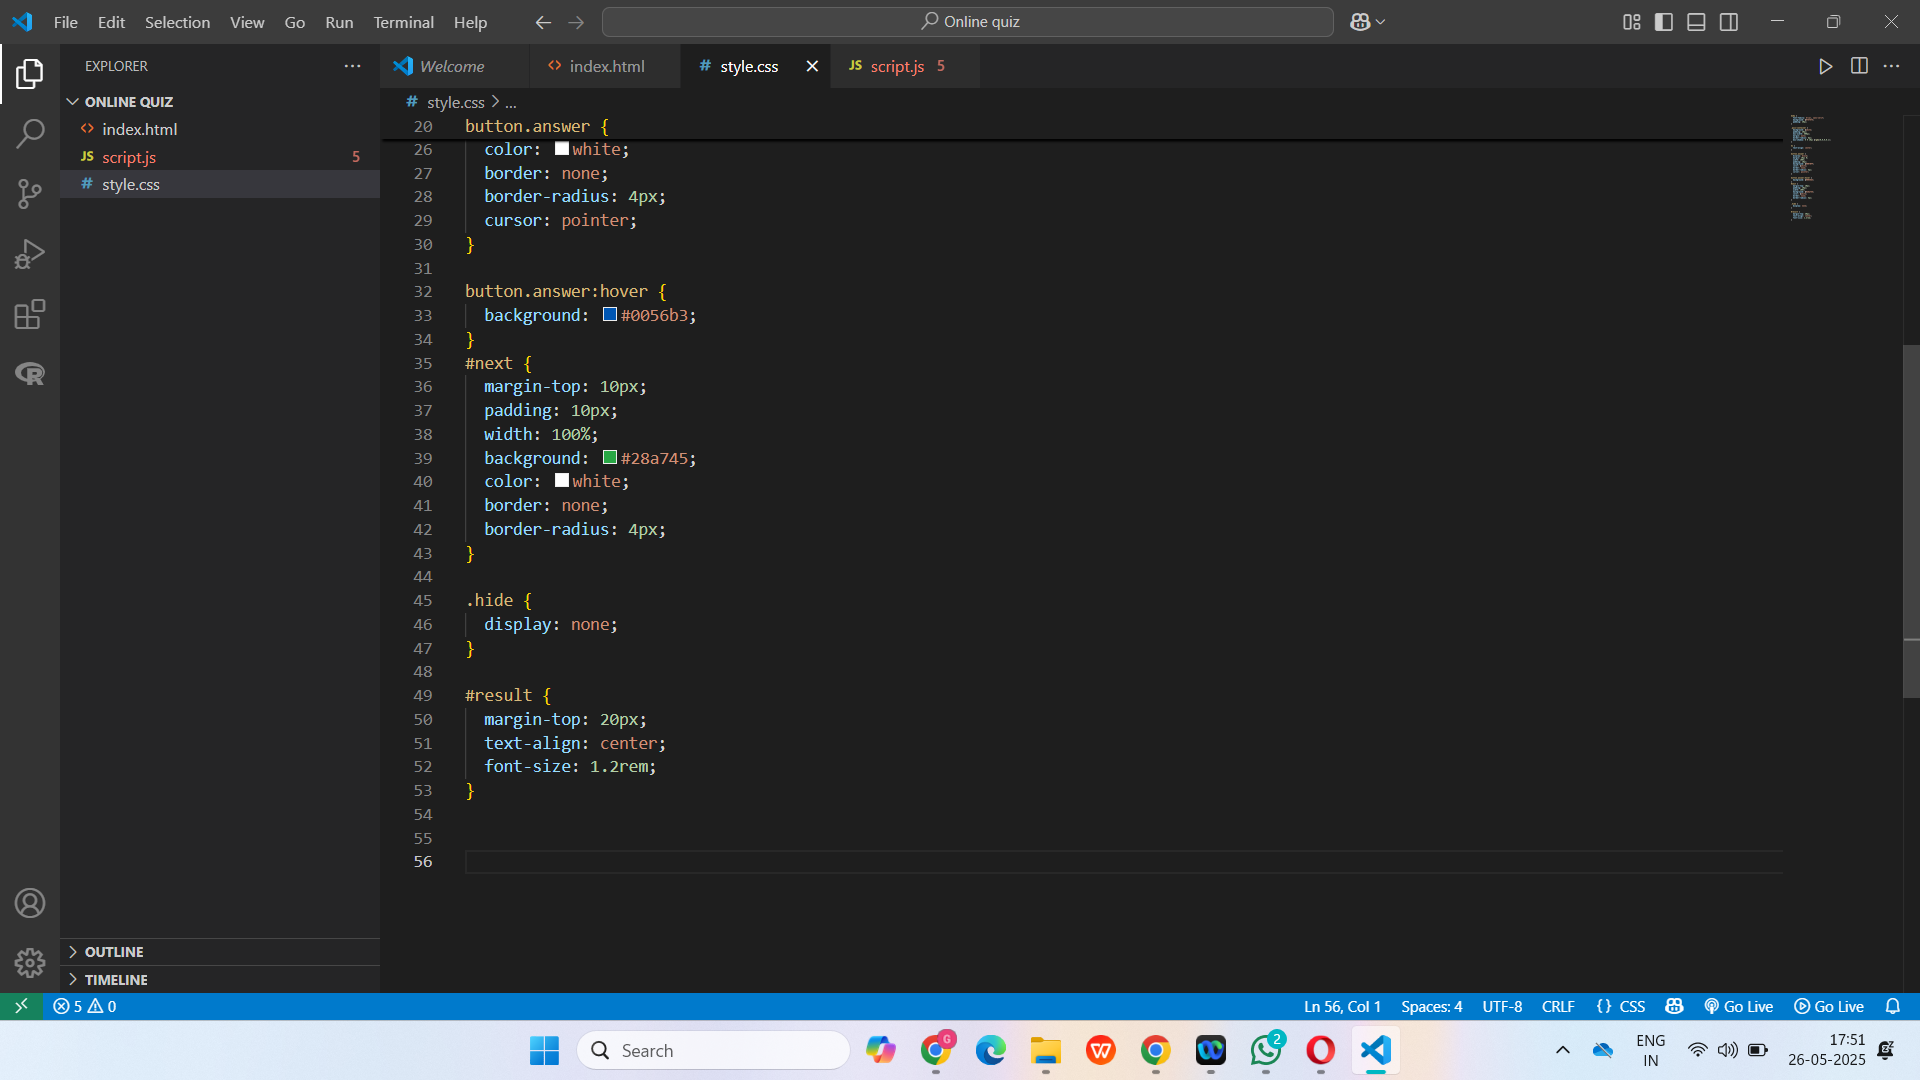 File Edit Selection View Go Run Terminal Help
Online quiz
EXPLORER
ONLINE QUIZ
index.html
script.js 5
style.css
OUTLINE
TIMELINE
Welcome index.html style.css script.js 5
style.css > ...
20 button.answer {
26 color: white;
27 border: none;
28 border-radius: 4px;
29 cursor: pointer;
30 }
31
32 button.answer:hover {
33 background: #0056b3;
34 }
35 #next {
36 margin-top: 10px;
37 padding: 10px;
38 width: 100%;
39 background: #28a745;
40 color: white;
41 border: none;
42 border-radius: 4px;
43 }
44
45 .hide {
46 display: none;
47 }
48
49 #result {
50 margin-top: 20px;
51 text-align: center;
52 font-size: 1.2rem;
53 }
54
55
56
5 0
Ln 56, Col 1 Spaces: 4 UTF-8 CRLF {} CSS Go Live Go Live
Search
G
2
ENG
IN
17:51
26-05-2025